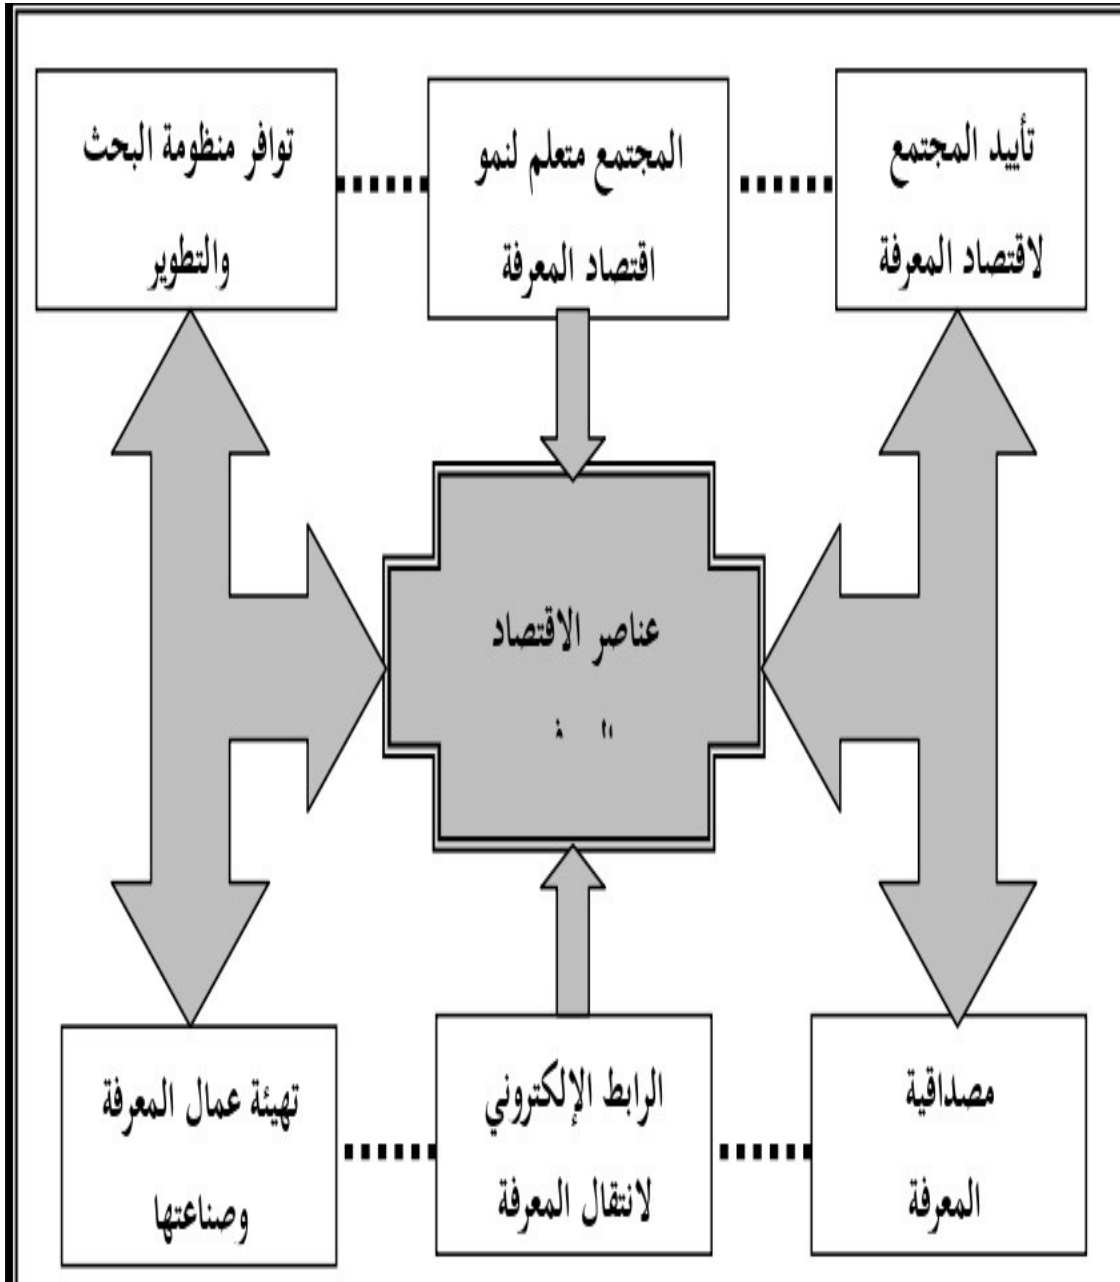 تأييد المجتمع
لاقتصاد المعرفة
المجتمع متعلم لنمو
اقتصاد المعرفة
توافر منظومة البحث
والتطوير
عناصر الاقتصاد
مصداقية
المعرفة
الرابط الإلكتروني
لانتقال المعرفة
تهيئة عمال المعرفة
وصناعتها